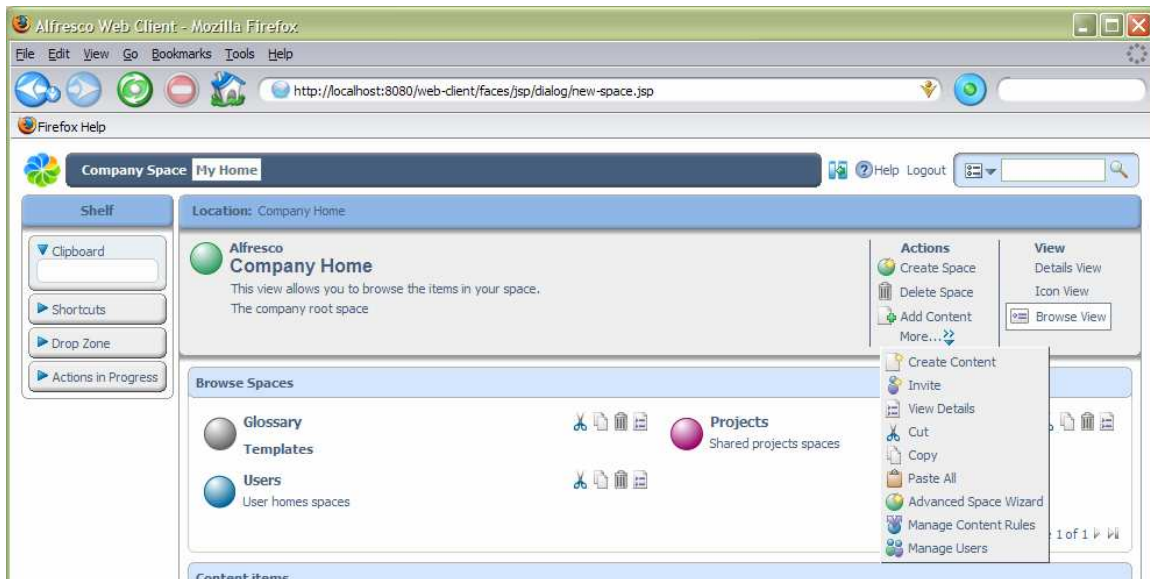 Alfresco Web Client - Mozilla Firefox
File Edit View Go Bookmarks Tools Help
http://localhost:8080/web-client/faces/jsp/dialog/new-space.jsp
Firefox Help
Company Space My Home
Help Logout
Shelf
Location: Company Home
Clipboard
Shortcuts
Drop Zone
Actions in Progress
Alfresco
Company Home
This view allows you to browse the items in your space.
The company root space
Actions
Create Space
Delete Space
Add Content
More...
View
Details View
Icon View
Browse View
Create Content
Invite
View Details
Cut
Copy
Paste All
Advanced Space Wizard
Manage Content Rules
Manage Users
Browse Spaces
Glossary
Templates
Projects
Shared projects spaces
Users
User homes spaces
1 of 1
Content items